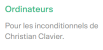 Ordinateurs
Pour les inconditionnels de
Christian Clavier.